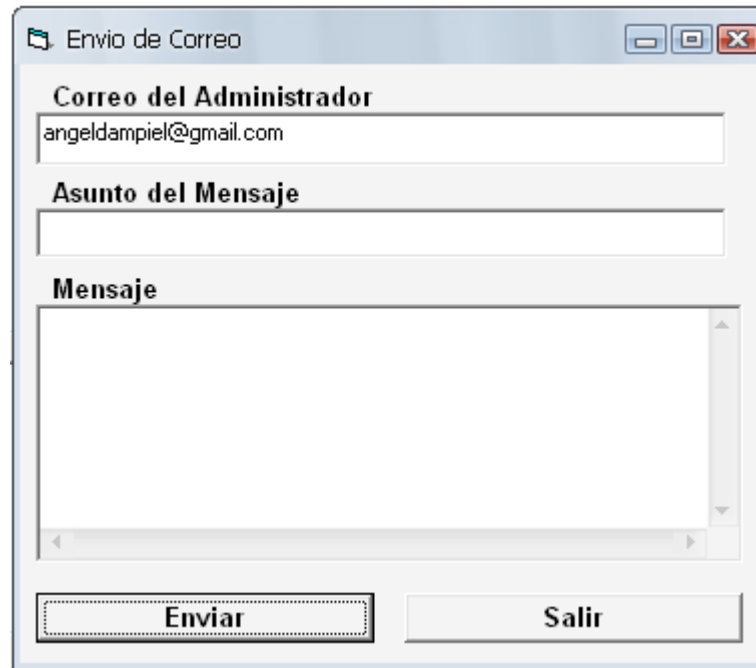 Envio de Correo
Correo del Administrador
angeldampiel@gmail.com
Asunto del Mensaje
Mensaje
Enviar Salir